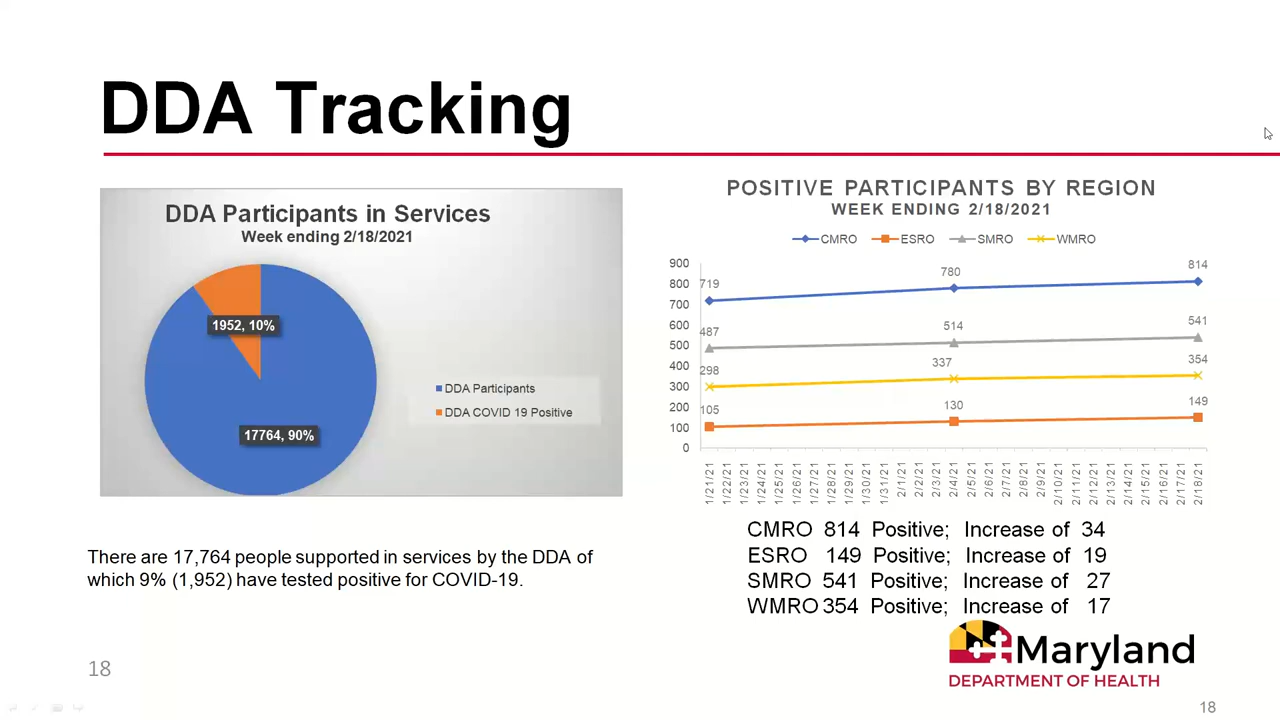 DDA Tracking
DDA Participants in Services
Week ending 2/18/2021
1952, 10%
17764, 90%
DDA Participants
DDA COVID 19 Positive
There are 17,764 people supported in services by the DDA of
which 9% (1,952) have tested positive for COVID-19.
POSITIVE PARTICIPANTS BY REGION
WEEK ENDING 2/18/2021
CMRO ESRO SMRO WMRO
900
800
700
600
500
400
300
200
100
0
719 780 814
487 514 541
298 337 354
105 130 149
1/21/21 1/22/21 1/23/21 1/24/21 1/25/21 1/26/21 1/27/21 1/28/21 1/29/21 1/30/21 1/31/21 2/1/21 2/2/21 2/3/21 2/4/21 2/5/21 2/6/21 2/7/21 2/8/21 2/9/21 2/10/21 2/11/21 2/12/21 2/13/21 2/14/21 2/15/21 2/16/21 2/17/21 2/18/21
CMRO 814 Positive; Increase of 34
ESRO 149 Positive; Increase of 19
SMRO 541 Positive; Increase of 27
WMRO 354 Positive; Increase of 17
Maryland
DEPARTMENT OF HEALTH
18
18